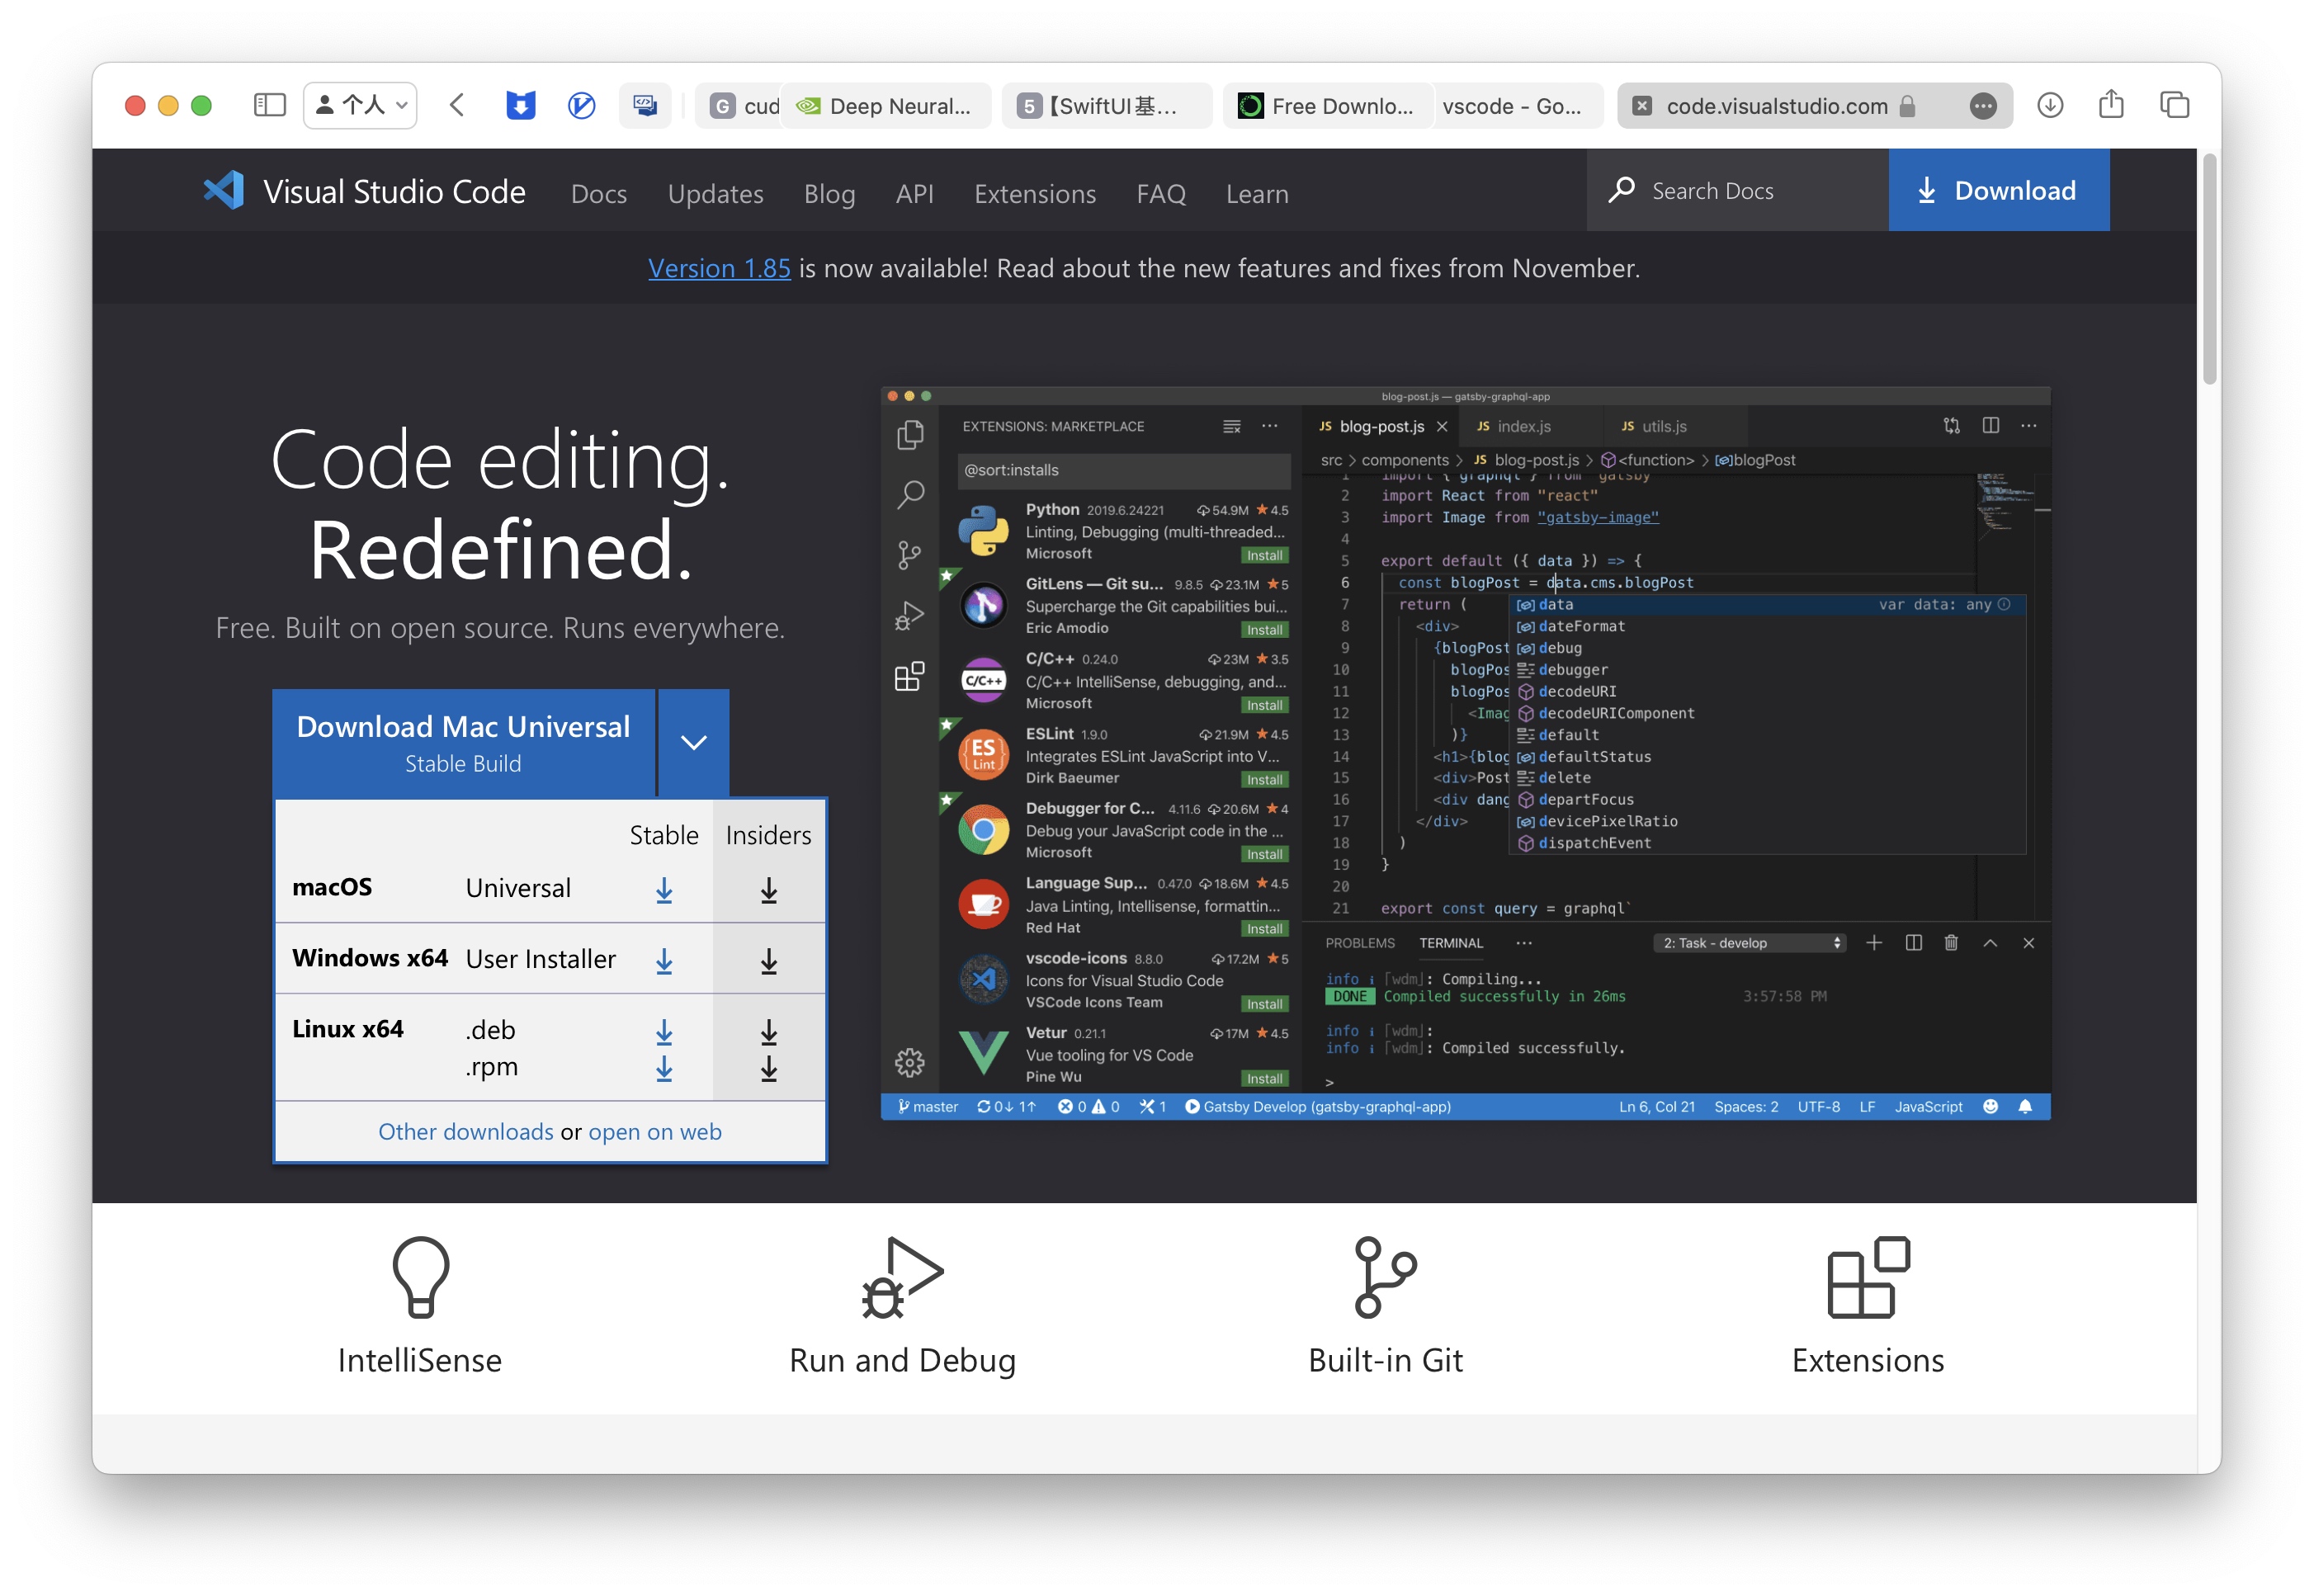 个人
cud
Deep Neural...
【SwiftUI基...
Free Downlo...
vscode - Go...
code.visualstudio.com
Visual Studio Code
Docs
Updates
Blog
API
Extensions
FAQ
Learn
Search Docs
Download
Version 1.85 is now available! Read about the new features and fixes from November.
Code editing.
Redefined.
Free. Built on open source. Runs everywhere.
Download Mac Universal
Stable Build
Stable Insiders
macOS Universal
Windows x64 User Installer
Linux x64 .deb
.rpm
Other downloads or open on web
blog-post.js — gatsby-graphql-app
EXTENSIONS: MARKETPLACE
@sort:installs
Python 2019.6.24221 54.9M 4.5
Linting, Debugging (multi-threaded...
Microsoft Install
GitLens — Git su... 9.8.5 23.1M 5
Supercharge the Git capabilities bui...
Eric Amodio Install
C/C++
C/C++ 0.24.0 23M 3.5
C/C++ IntelliSense, debugging, and...
Microsoft Install
ES
Lint
ESLint 1.9.0 21.9M 4.5
Integrates ESLint JavaScript into V...
Dirk Baeumer Install
Debugger for C... 4.11.6 20.6M 4
Debug your JavaScript code in the ...
Microsoft Install
Language Sup... 0.47.0 18.6M 4.5
Java Linting, Intellisense, formattin...
Red Hat Install
vscode-icons 8.8.0 17.2M 5
Icons for Visual Studio Code
VSCode Icons Team Install
Vetur 0.21.1 17M 4.5
Vue tooling for VS Code
Pine Wu Install
JS blog-post.js
JS index.js
JS utils.js
src > components > JS blog-post.js > <function> > blogPost
1 import { graphql } from "gatsby"
2 import React from "react"
3 import Image from "gatsby-image"
4
5 export default ({ data }) => {
6 const blogPost = data.cms.blogPost
7 return (
8 <div>
9 {blogPost
10 blogPos
11 blogPos
12 <Imag
13 )}
14 <h1>{blog
15 <div>Post
16 <div dang
17 </div>
18 )
19 }
20
21 export const query = graphql`
data var data: any
dateFormat
debug
debugger
decodeURI
decodeURIComponent
default
defaultStatus
delete
departFocus
devicePixelRatio
dispatchEvent
PROBLEMS TERMINAL ... 2: Task - develop
info i ｢wdm｣: Compiling...
DONE Compiled successfully in 26ms 3:57:58 PM
info i ｢wdm｣:
info i ｢wdm｣: Compiled successfully.
>
master 0↓ 1↑ 0 0 1 Gatsby Develop (gatsby-graphql-app) Ln 6, Col 21 Spaces: 2 UTF-8 LF JavaScript
IntelliSense
Run and Debug
Built-in Git
Extensions